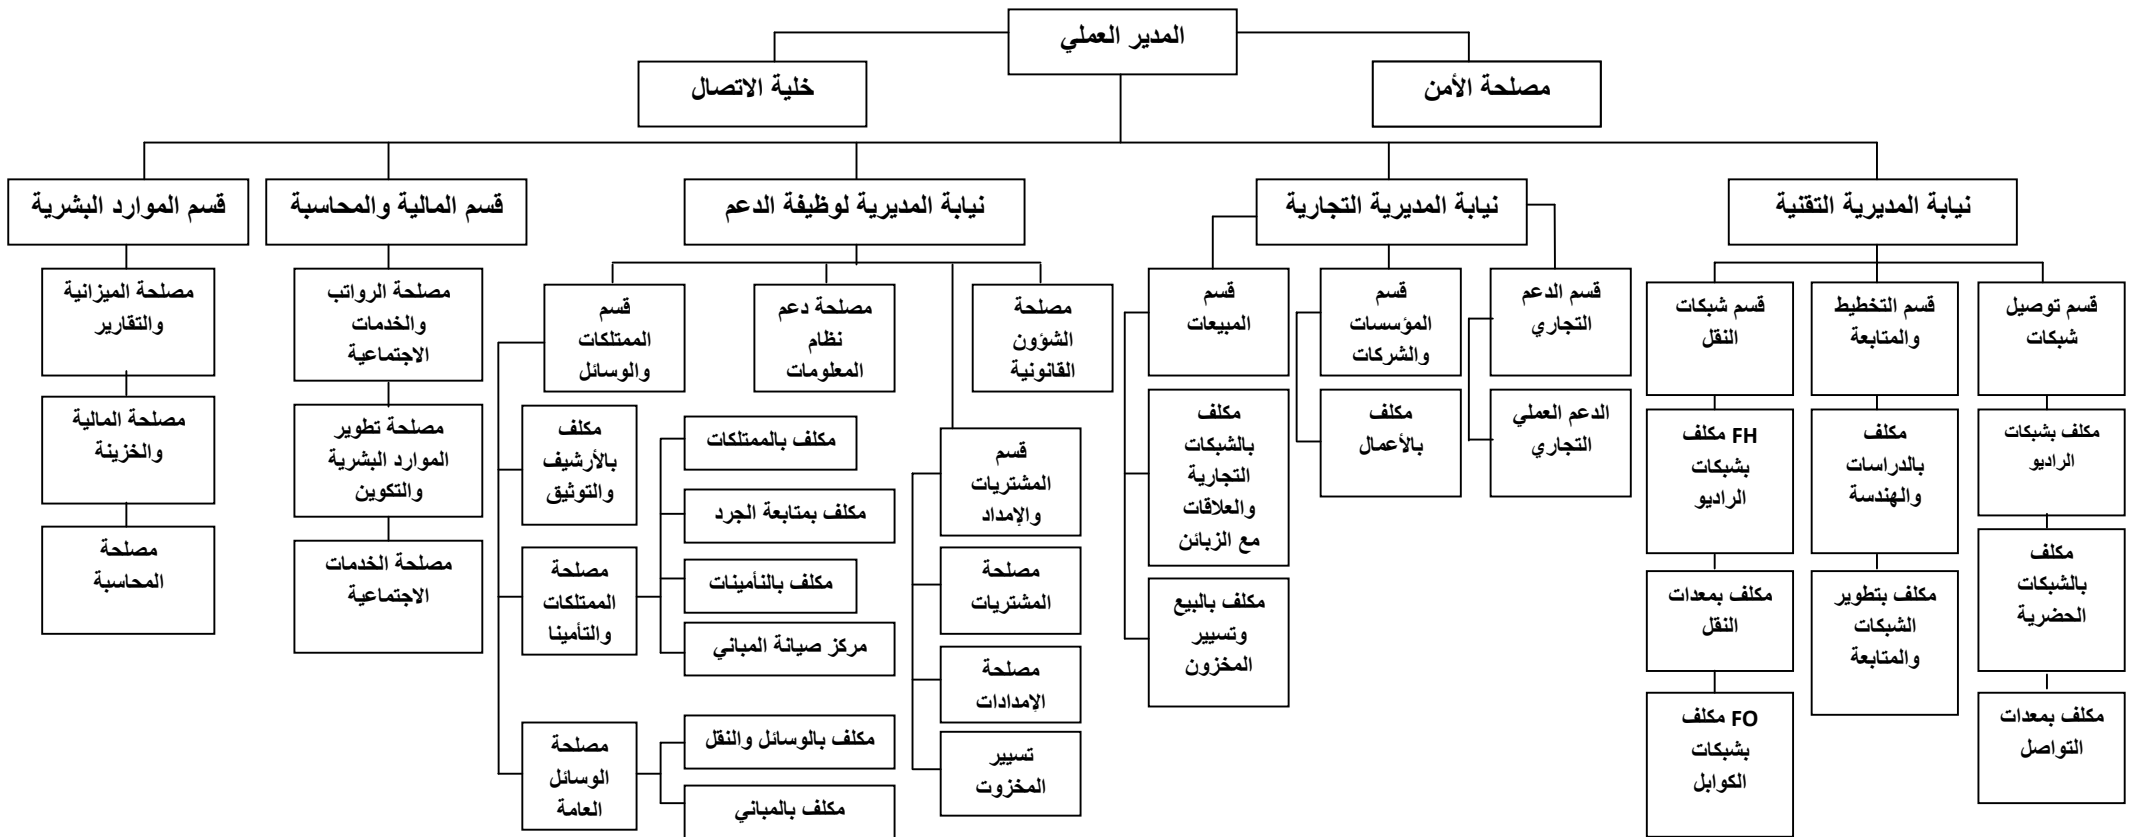 المدير العملي
مصلحة الأمن
خلية الاتصال
نيابة المديرية التقنية
نيابة المديرية التجارية
نيابة المديرية لوظيفة الدعم
قسم المالية والمحاسبة
قسم الموارد البشرية
قسم توصيل
شبكات
مكلف بشبكات
الراديو
مكلف
بالشبكات
الحضرية
مكلف بمعدات
التواصل
قسم التخطيط
والمتابعة
مكلف
بالدراسات
والهندسة
مكلف بتطوير
الشبكات
والمتابعة
قسم شبكات
النقل
FH مكلف
بشبكات
الراديو
مكلف بمعدات
النقل
FO مكلف
بشبكات
الكوابل
قسم الدعم
التجاري
الدعم العملي
التجاري
قسم
المؤسسات
والشركات
مكلف
بالأعمال
قسم
المبيعات
مكلف
بالشبكات
التجارية
والعلاقات
مع الزبائن
مكلف بالبيع
وتسيير
المخزون
مصلحة
الشؤون
القانونية
قسم
المشتريات
والإمداد
مصلحة
المشتريات
مصلحة
الإمدادات
تسيير
المخزوت
مصلحة دعم
نظام
المعلومات
قسم
الممتلكات
والوسائل
مكلف
بالأرشيف
والتوثيق
مصلحة
الممتلكات
والتأمينا
مكلف بالممتلكات
مكلف بمتابعة الجرد
مكلف بالتأمينات
مركز صيانة المباني
مصلحة
الوسائل
العامة
مكلف بالوسائل والنقل
مكلف بالمباني
مصلحة الرواتب
والخدمات
الاجتماعية
مصلحة تطوير
الموارد البشرية
والتكوين
مصلحة الخدمات
الاجتماعية
مصلحة الميزانية
والتقارير
مصلحة المالية
والخزينة
مصلحة
المحاسبة